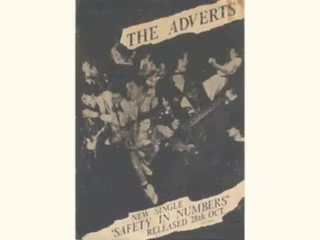 THE ADVERTS
NEW SINGLE
'SAFETY IN NUMBERS"
RELEASED 28th OCT.